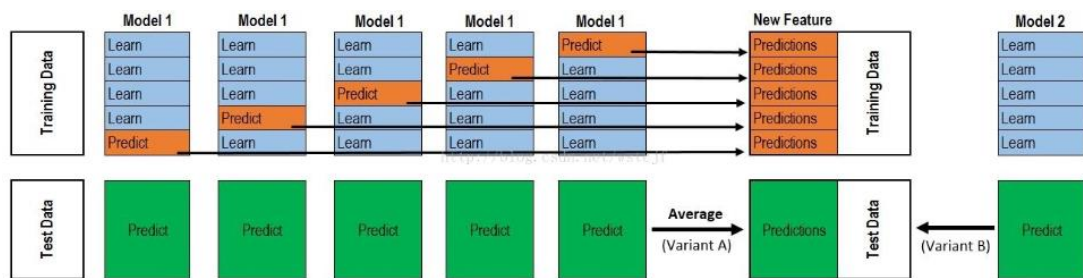 Model 1 Model 1 Model 1 Model 1 Model 1 New Feature Model 2
Training Data
Learn Learn Learn Learn Predict Predictions Learn
Learn Learn Learn Predict Learn Predictions Learn
Learn Learn Predict Learn Learn Predictions Learn
Learn Predict Learn Learn Learn Predictions Learn
Predict Learn Learn Learn Learn Predictions Learn
Training Data
Test Data
Predict Predict Predict Predict Predict
Average
(Variant A)
Predictions
Test Data
(Variant B)
Predict